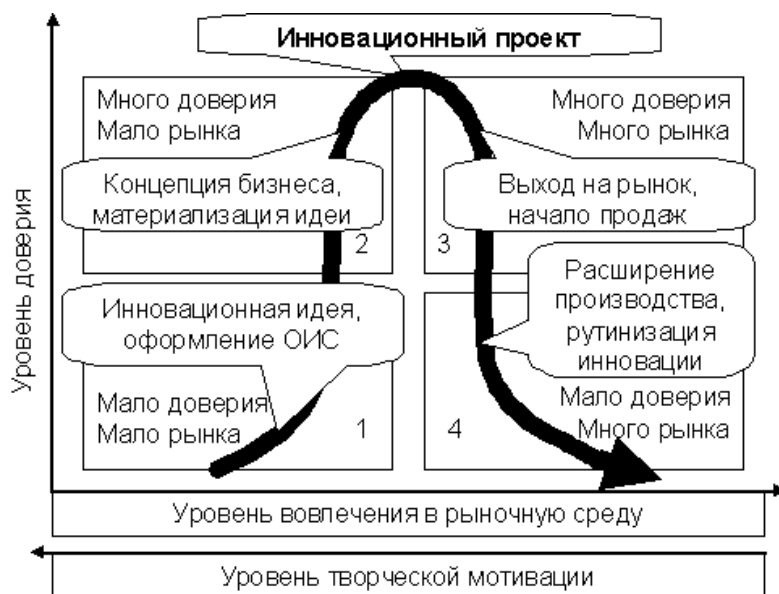 Инновационный проект
Много доверия
Мало рынка
Много доверия
Много рынка
Концепция бизнеса,
материализация идеи
Выход на рынок,
начало продаж
2
3
Инновационная идея,
оформление ОИС
Расширение
производства,
рутинизация
инновации
Мало доверия
Мало рынка
1
4
Мало доверия
Много рынка
Уровень доверия
Уровень вовлечения в рыночную среду
Уровень творческой мотивации